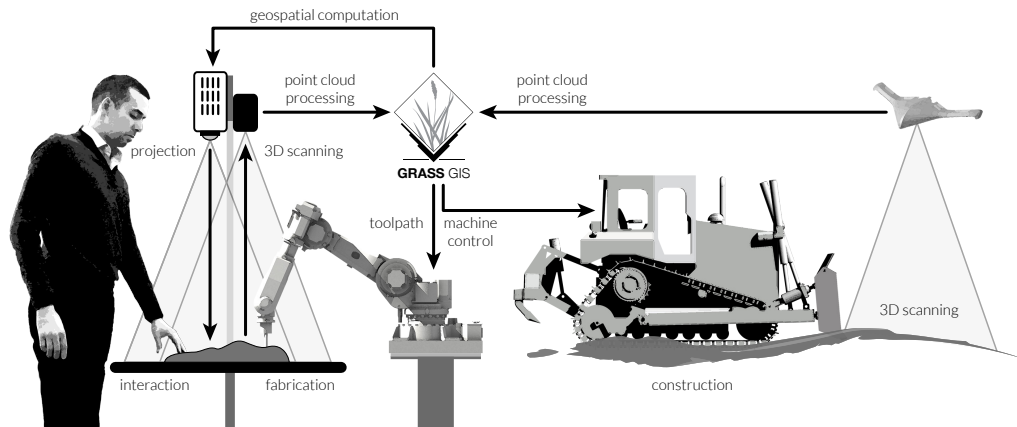 geospatial computation
point cloud
processing
point cloud
processing
projection
3D scanning
GRASS GIS
toolpath
machine
control
3D scanning
interaction
fabrication
construction